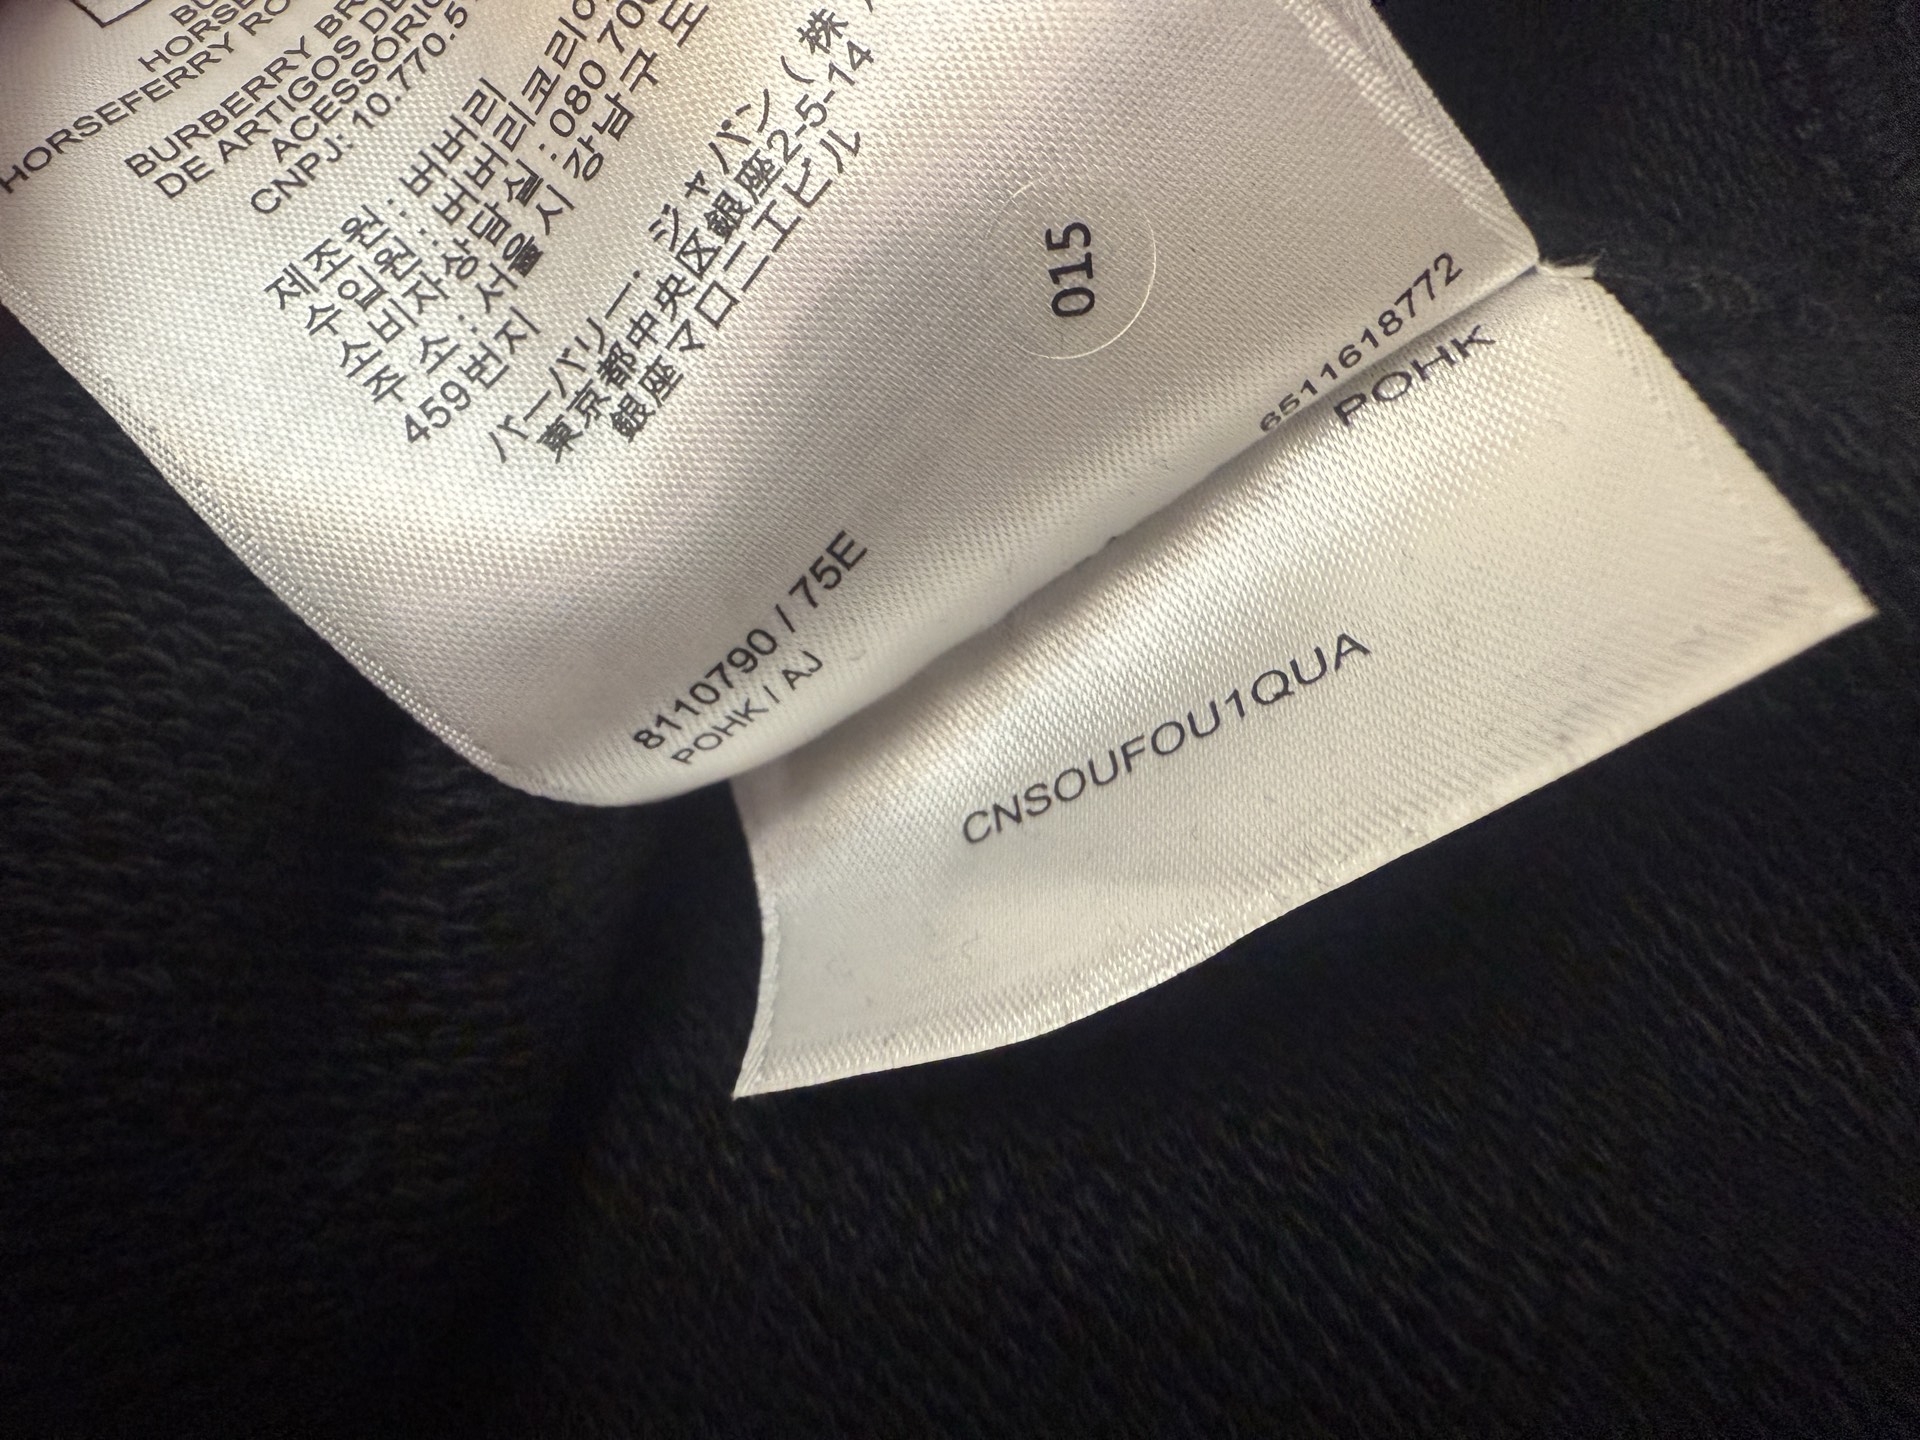 HORSEFERRY RO
BURBERRY BR
DE ARTIGOS DE
ACESSÓRIO
CNPJ: 10.770.5
제조원 : 버버리
수입원 : 버버리코리아
소비자상담실 : 080 700
주 소 : 서울시 강남구 도
459번지
バーバリー・ジャパン (株
東京都中央区銀座2-5-14
銀座マロニエビル
015
8110790 / 75E
POHK / AJ
651161618772
POHK
CNSOUFOU1QUA